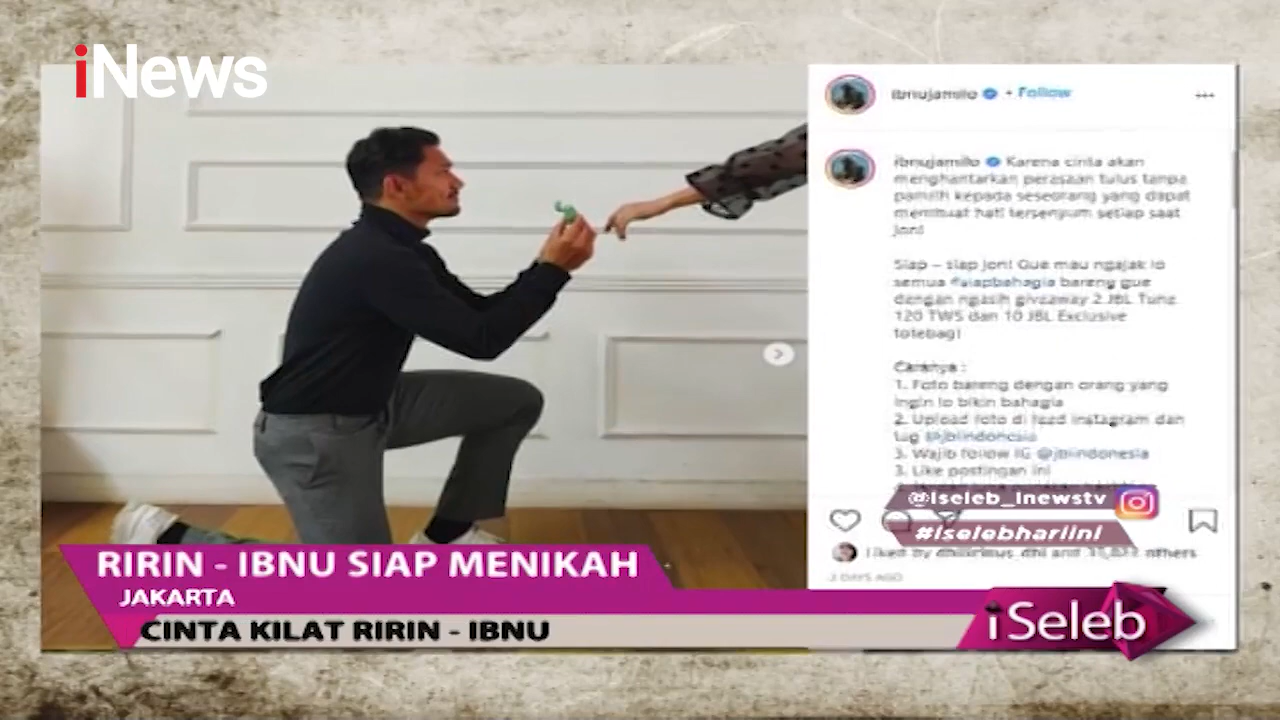 iNews
ibnujamilo • Follow
ibnujamilo Karena cinta akan
menghantarkan perasaan tulus tanpa
pamrih kepada seseorang yang dapat
membuat hati tersenyum setiap saat
Jon!
Siap – siap Jon! Gue mau ngajak lo
semua #siapbahagia bareng gue
dengan ngasih giveaway 2 JBL Tune
120 TWS dan 10 JBL Exclusive
totebag!
Caranya :
1. Foto bareng dengan orang yang
ingin lo bikin bahagia
2. Upload foto di feed instagram dan
tag @jblindonesia
3. Wajib follow IG @jblindonesia
3. Like postingan ini
@iseleb_inewstv
#iselebhariini
Liked by and others
2 DAYS AGO
RIRIN - IBNU SIAP MENIKAH
JAKARTA
CINTA KILAT RIRIN - IBNU
iSeleb